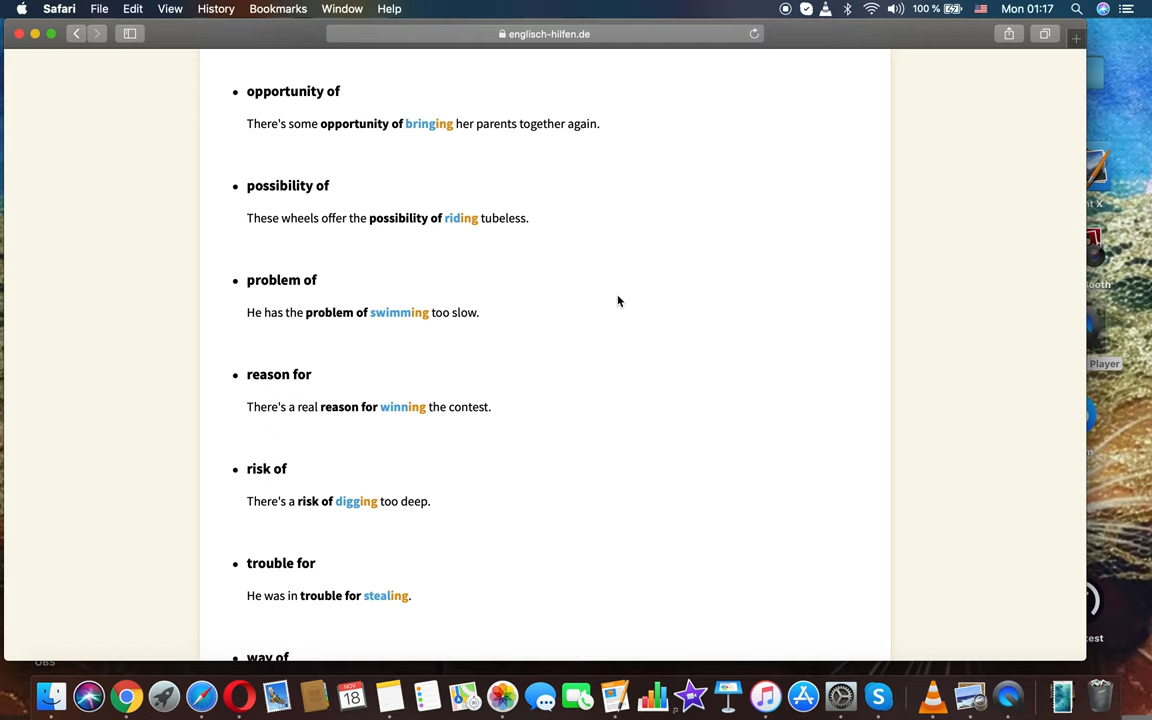 Safari File Edit View History Bookmarks Window Help 100 % Mon 01:17
englisch-hilfen.de
opportunity of
There's some opportunity of bringing her parents together again.
possibility of
These wheels offer the possibility of riding tubeless.
problem of
He has the problem of swimming too slow.
reason for
There's a real reason for winning the contest.
risk of
There's a risk of digging too deep.
trouble for
He was in trouble for stealing.
way of
Player
OBS
NOV
18